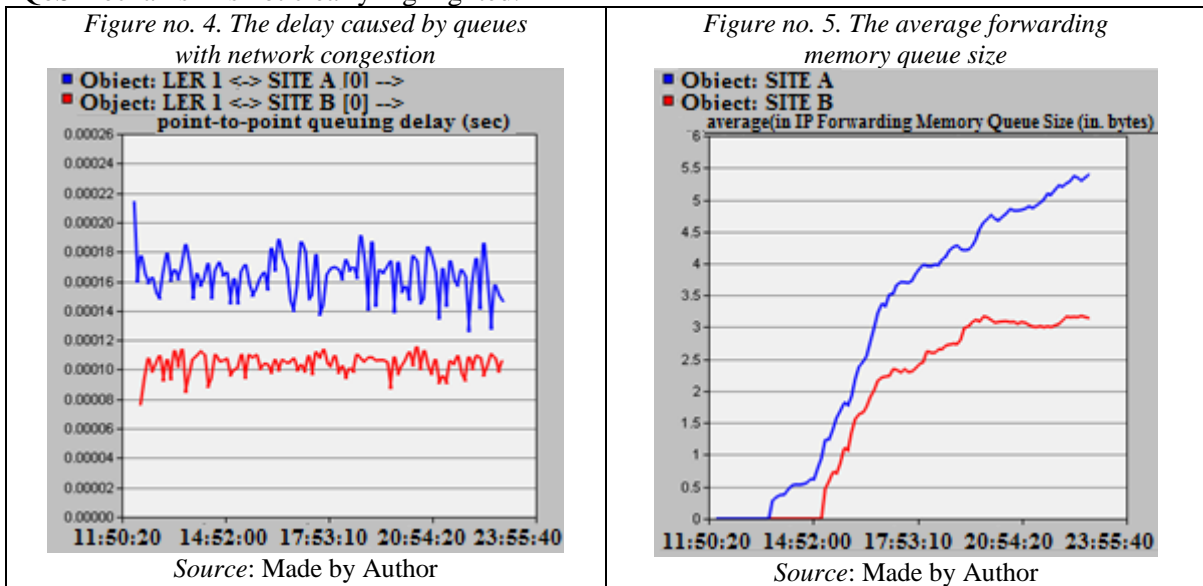 Figure no. 4. The delay caused by queues
with network congestion
Object: LER 1 <-> SITE A [0] -->
Object: LER 1 <-> SITE B [0] -->
point-to-point queuing delay (sec)
0.00026
0.00024
0.00022
0.00020
0.00018
0.00016
0.00014
0.00012
0.00010
0.00008
0.00006
0.00004
0.00002
0.00000
11:50:20 14:52:00 17:53:10 20:54:20 23:55:40
Source: Made by Author
Figure no. 5. The average forwarding
memory queue size
Object: SITE A
Object: SITE B
average(in IP Forwarding Memory Queue Size (in. bytes)
6
5.5
5
4.5
4
3.5
3
2.5
2
1.5
1
0.5
0
11:50:20 14:52:00 17:53:10 20:54:20 23:55:40
Source: Made by Author